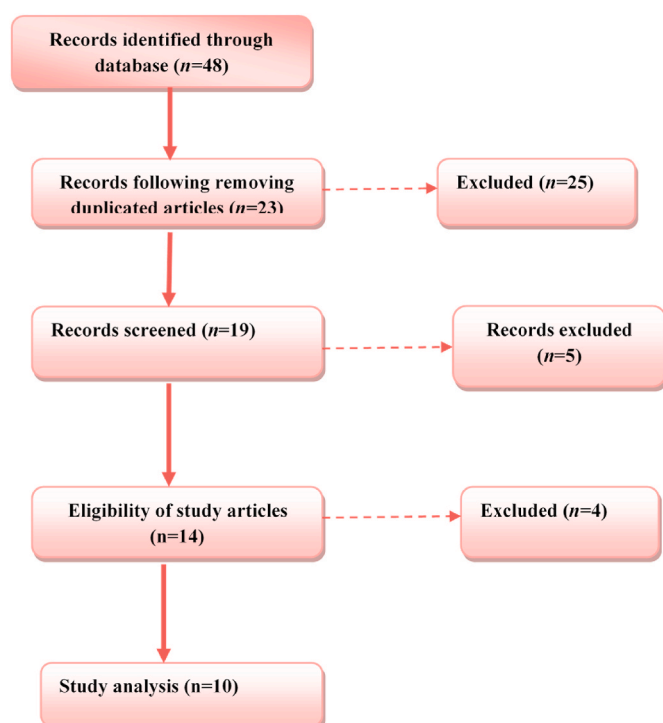 Records identified through
database (n=48)
Records following removing
duplicated articles (n=23)
Excluded (n=25)
Records screened (n=19)
Records excluded
(n=5)
Eligibility of study articles
(n=14)
Excluded (n=4)
Study analysis (n=10)